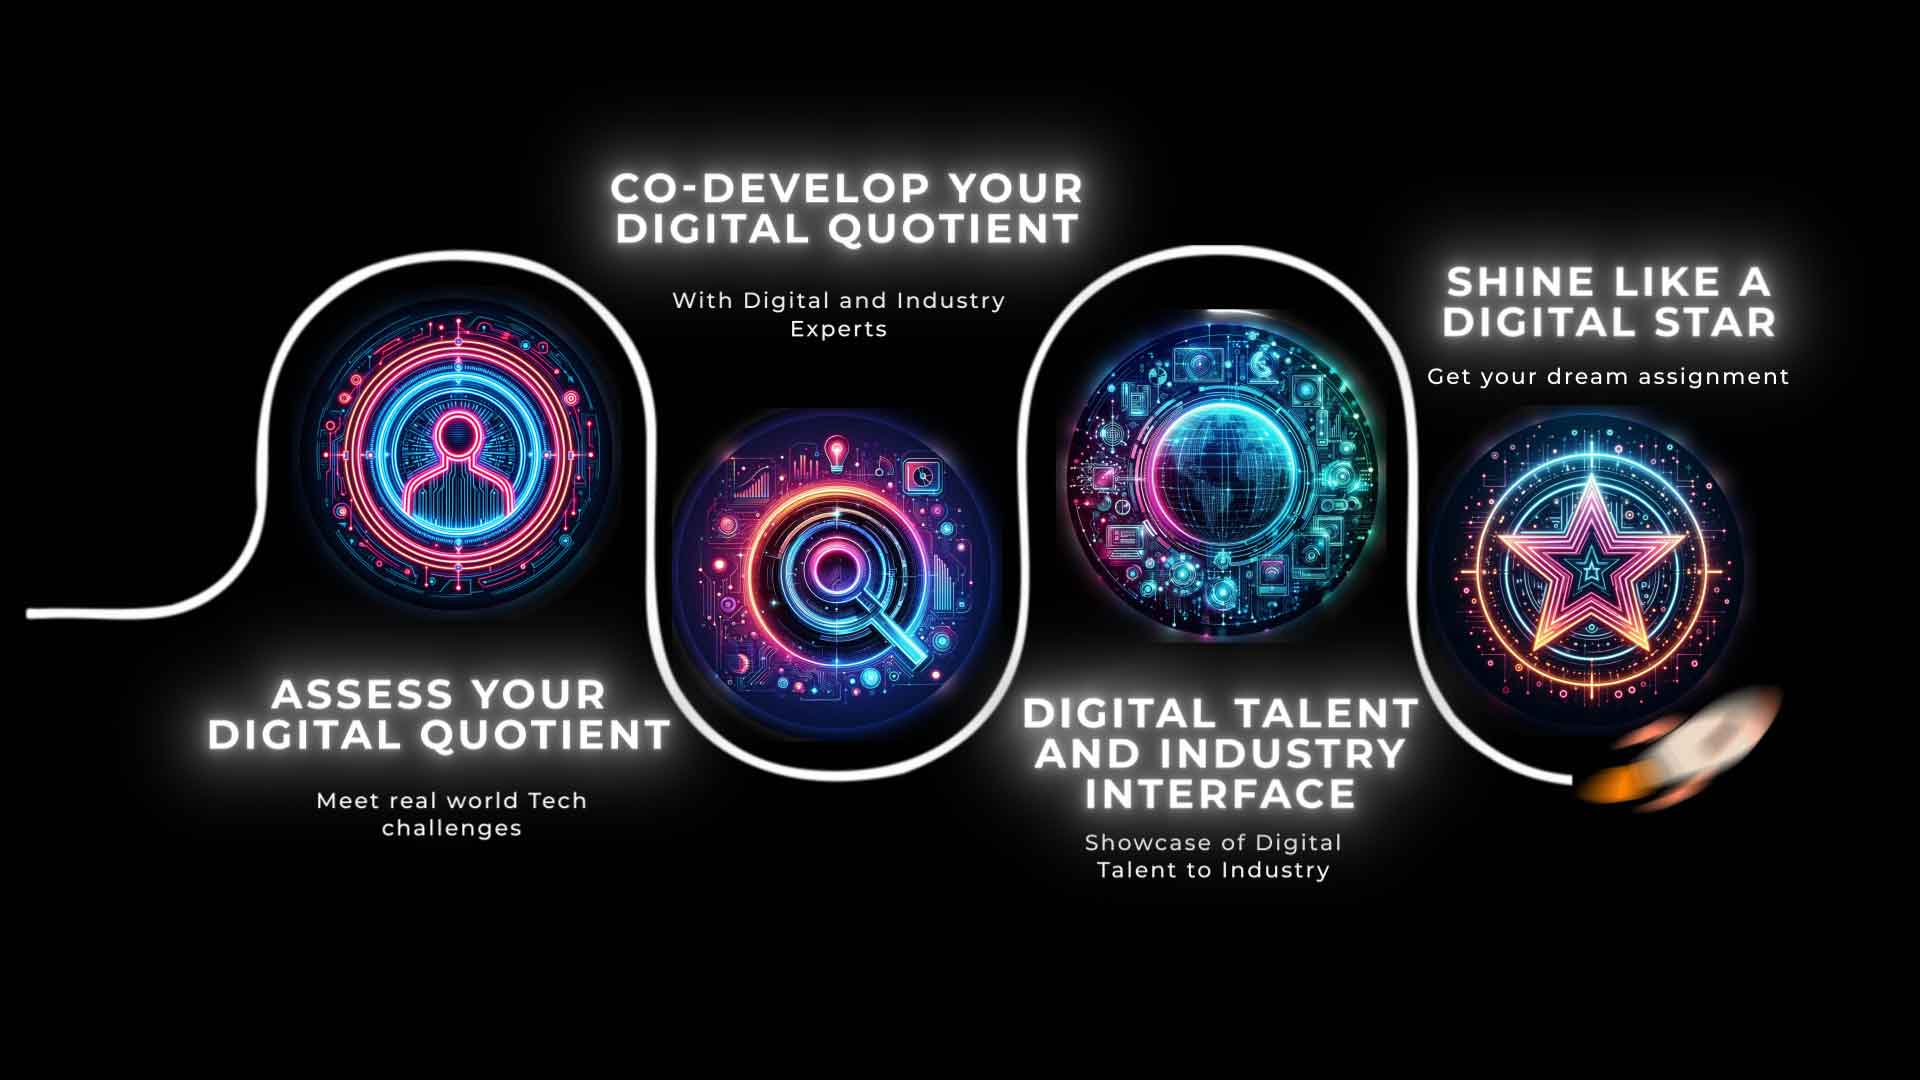 ASSESS YOUR
DIGITAL QUOTIENT
Meet real world Tech
challenges
CO-DEVELOP YOUR
DIGITAL QUOTIENT
With Digital and Industry
Experts
DIGITAL TALENT
AND INDUSTRY
INTERFACE
Showcase of Digital
Talent to Industry
SHINE LIKE A
DIGITAL STAR
Get your dream assignment